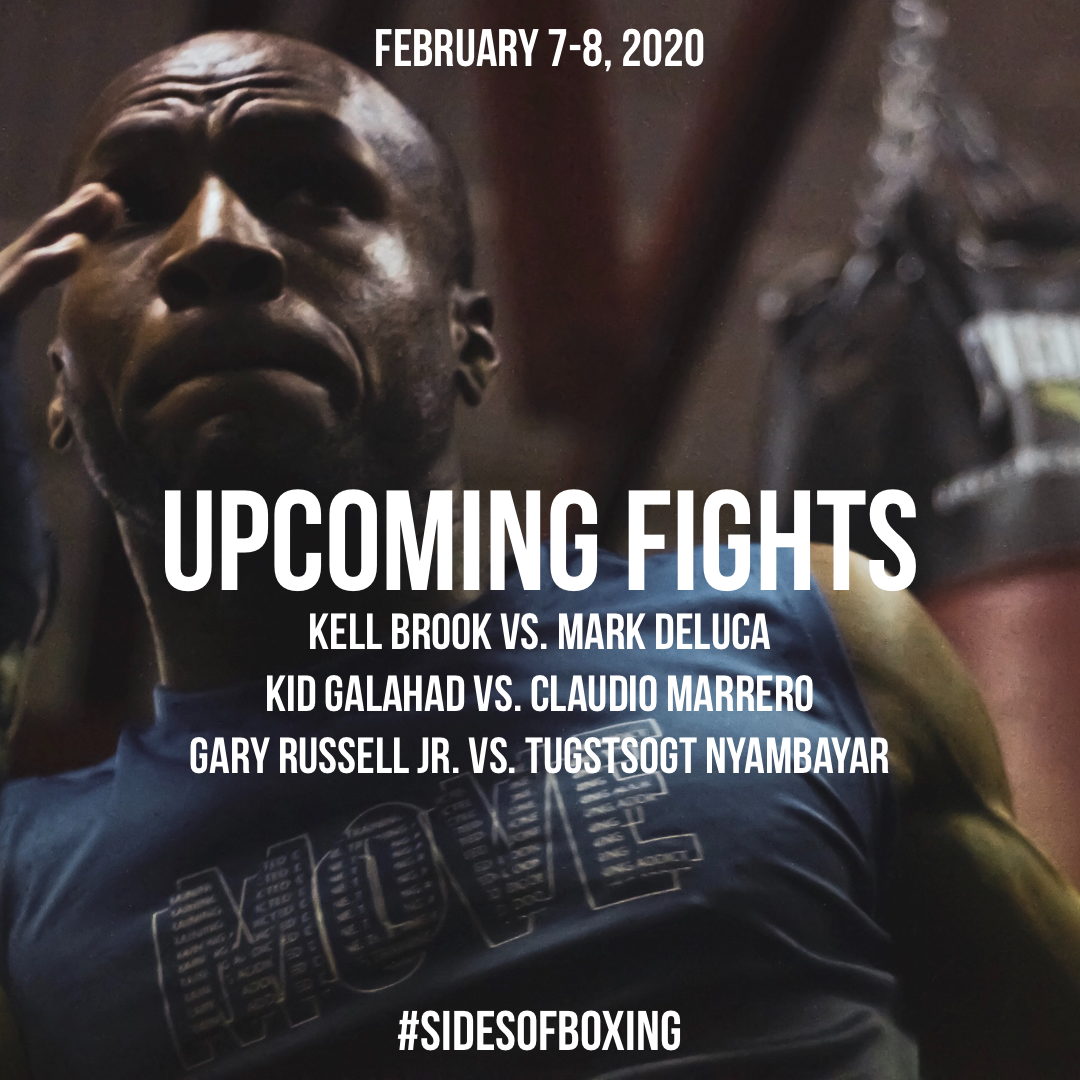 FEBRUARY 7-8, 2020
UPCOMING FIGHTS
KELL BROOK VS. MARK DELUCA
KID GALAHAD VS. CLAUDIO MARRERO
GARY RUSSELL JR. VS. TUGSTSOGT NYAMBAYAR
MOVE
#SIDESOFBOXING